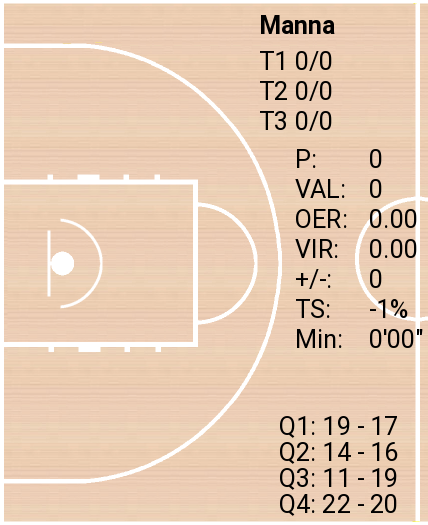 Manna
T1 0/0
T2 0/0
T3 0/0
P: 0
VAL: 0
OER: 0.00
VIR: 0.00
+/-: 0
TS: -1%
Min: 0'00"
Q1: 19 - 17
Q2: 14 - 16
Q3: 11 - 19
Q4: 22 - 20